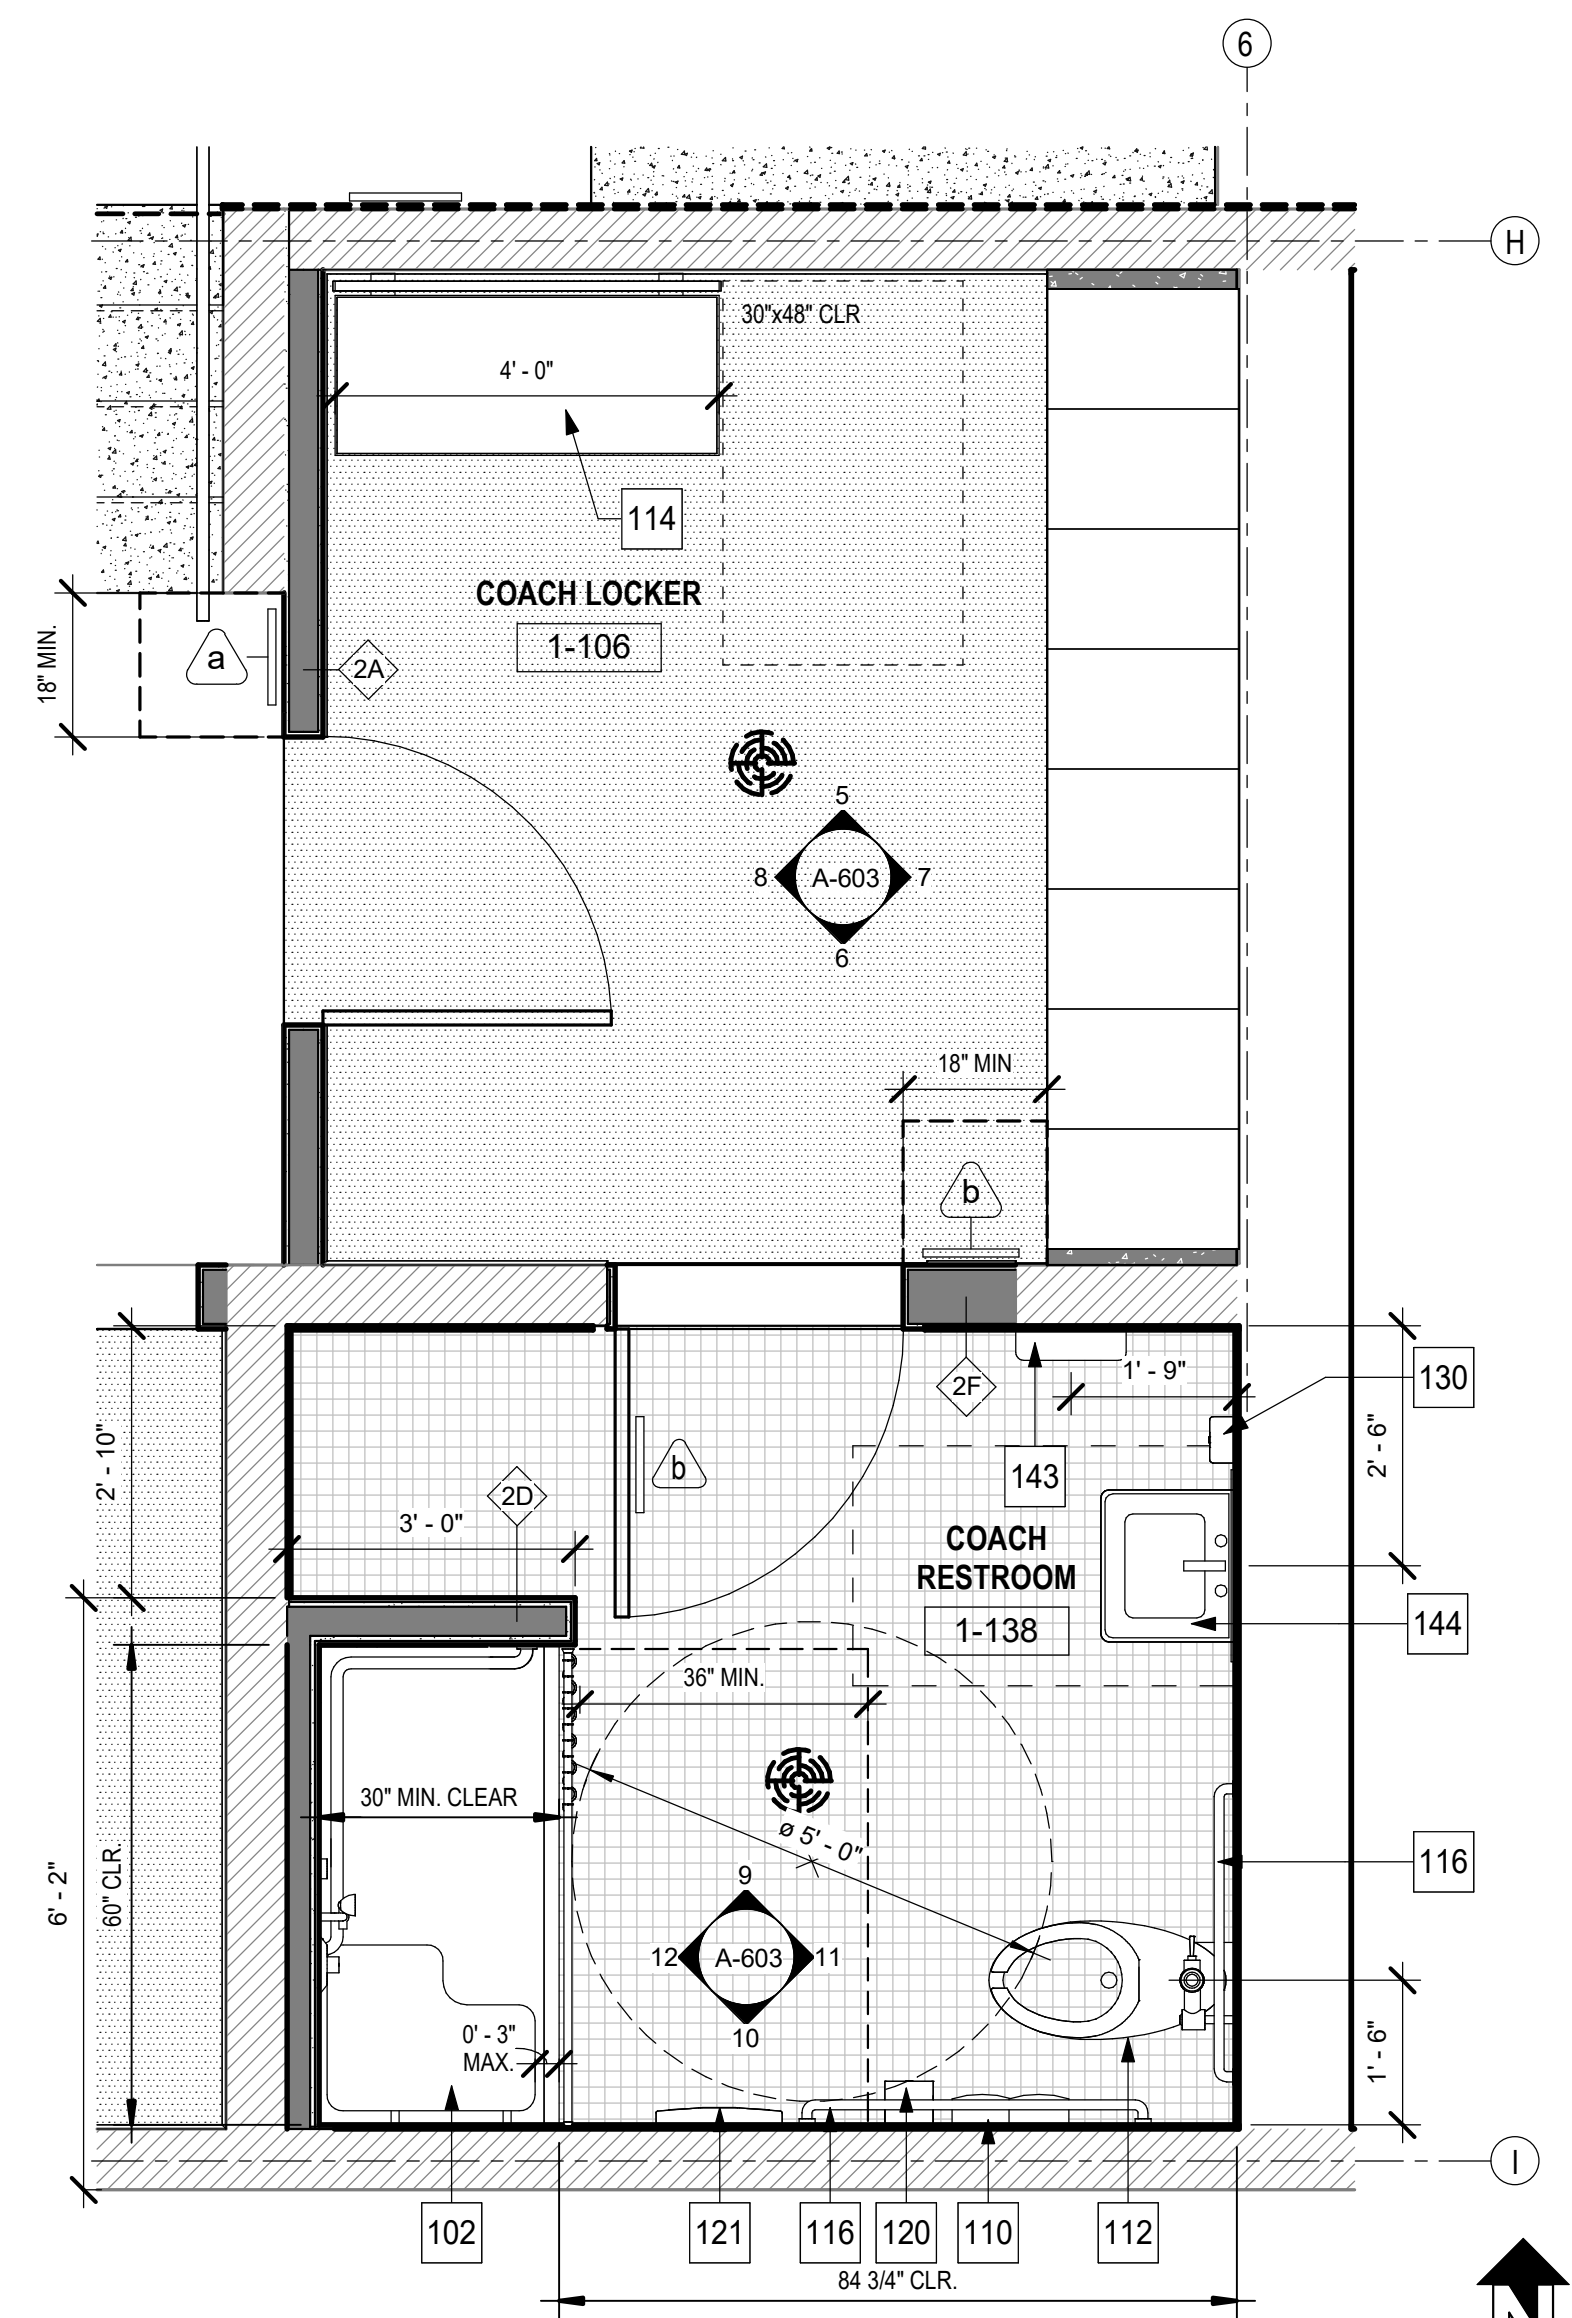 6
H
30"x48" CLR
4' - 0"
114
COACH LOCKER
1-106
18" MIN.
a
2A
5
8 A-603 7
6
18" MIN
b
2F
1' - 9"
130
2' - 10"
2' - 6"
b
143
2D
3' - 0"
COACH
RESTROOM
1-138
144
36" MIN.
30" MIN. CLEAR
ø 5' - 0"
116
6' - 2"
60" CLR.
9
12 A-603 11
10
0' - 3"
MAX.
1' - 6"
I
102
121
116
120
110
112
84 3/4" CLR.
N